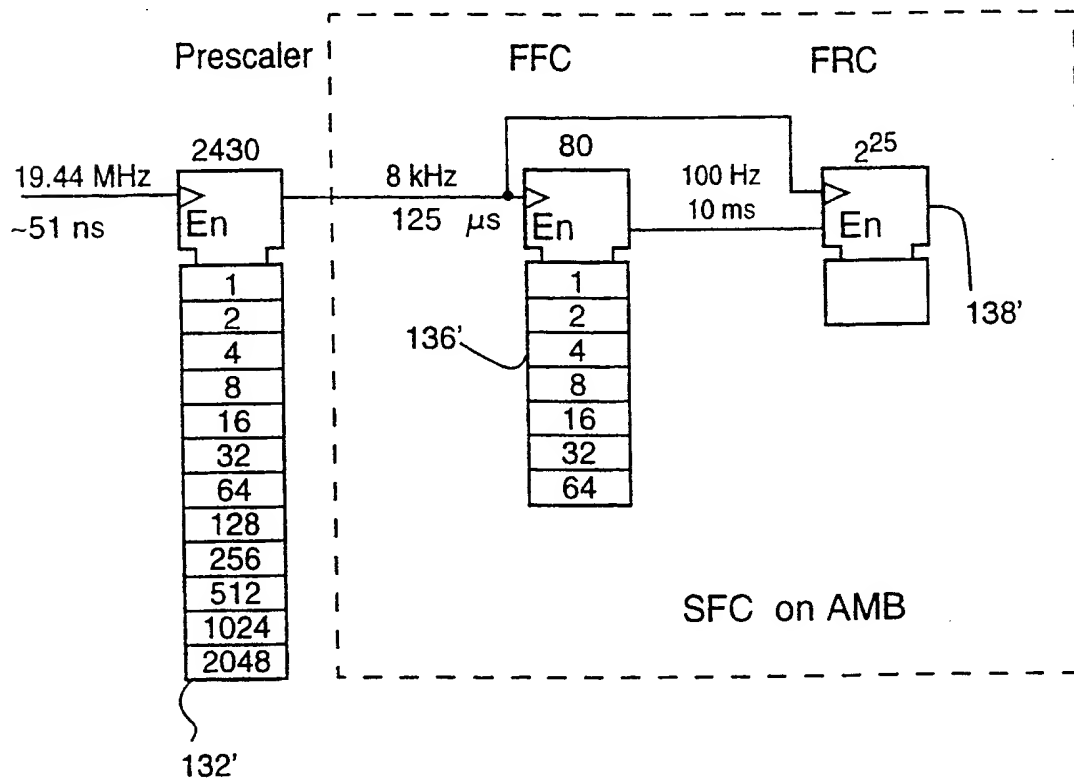 Prescaler
FFC
FRC
2430
80
2²⁵
19.44 MHz
~51 ns
En
8 kHz
125 μs
En
100 Hz
10 ms
En
1
2
4
8
16
32
64
128
256
512
1024
2048
132'
1
2
4
8
16
32
64
136'
138'
SFC on AMB